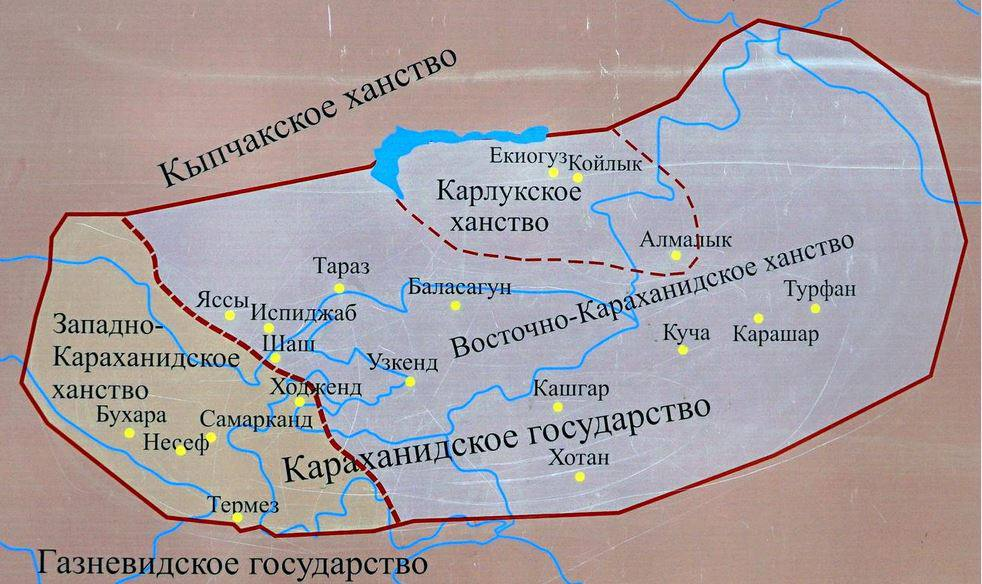 Кыпчакское ханство
Екиогуз
Койлык
Карлукское
ханство
Алмалык
Тараз
Баласагун
Восточно-Караханидское ханство
Турфан
Яссы
Испиджаб
Шаш
Куча
Карашар
Западно-
Караханидское
ханство
Узкенд
Ходженд
Кашгар
Бухара
Самарканд
Несеф
Караханидское государство
Хотан
Термез
Газневидское государство